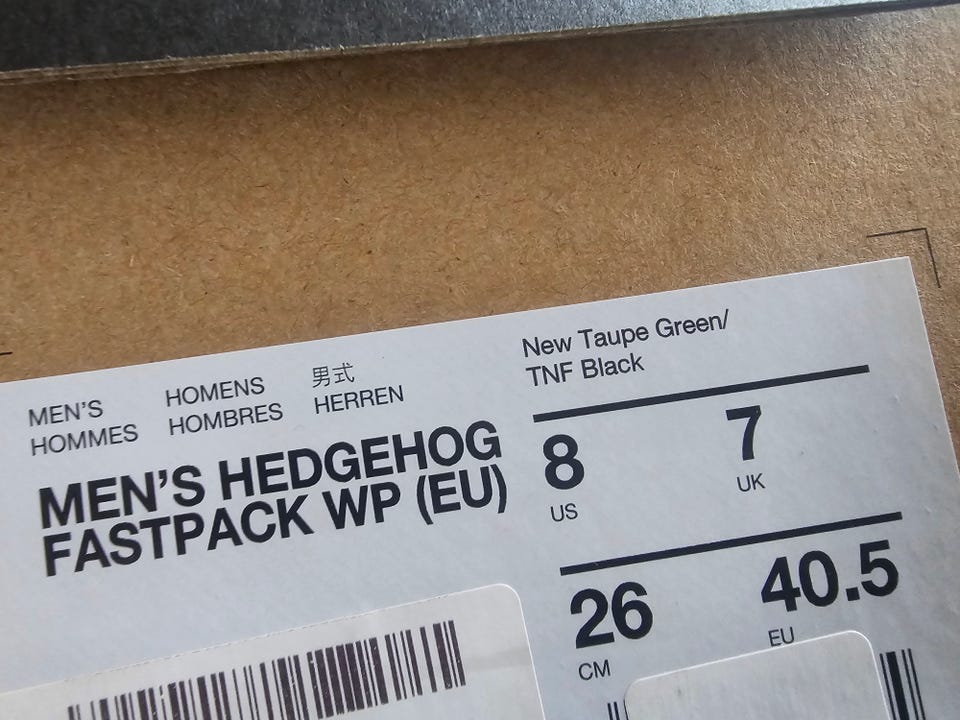 MEN'S
HOMMES
HOMENS
HOMBRES
男式
HERREN
MEN'S HEDGEHOG
FASTPACK WP (EU)
New Taupe Green/
TNF Black
8
US
7
UK
26
CM
40.5
EU